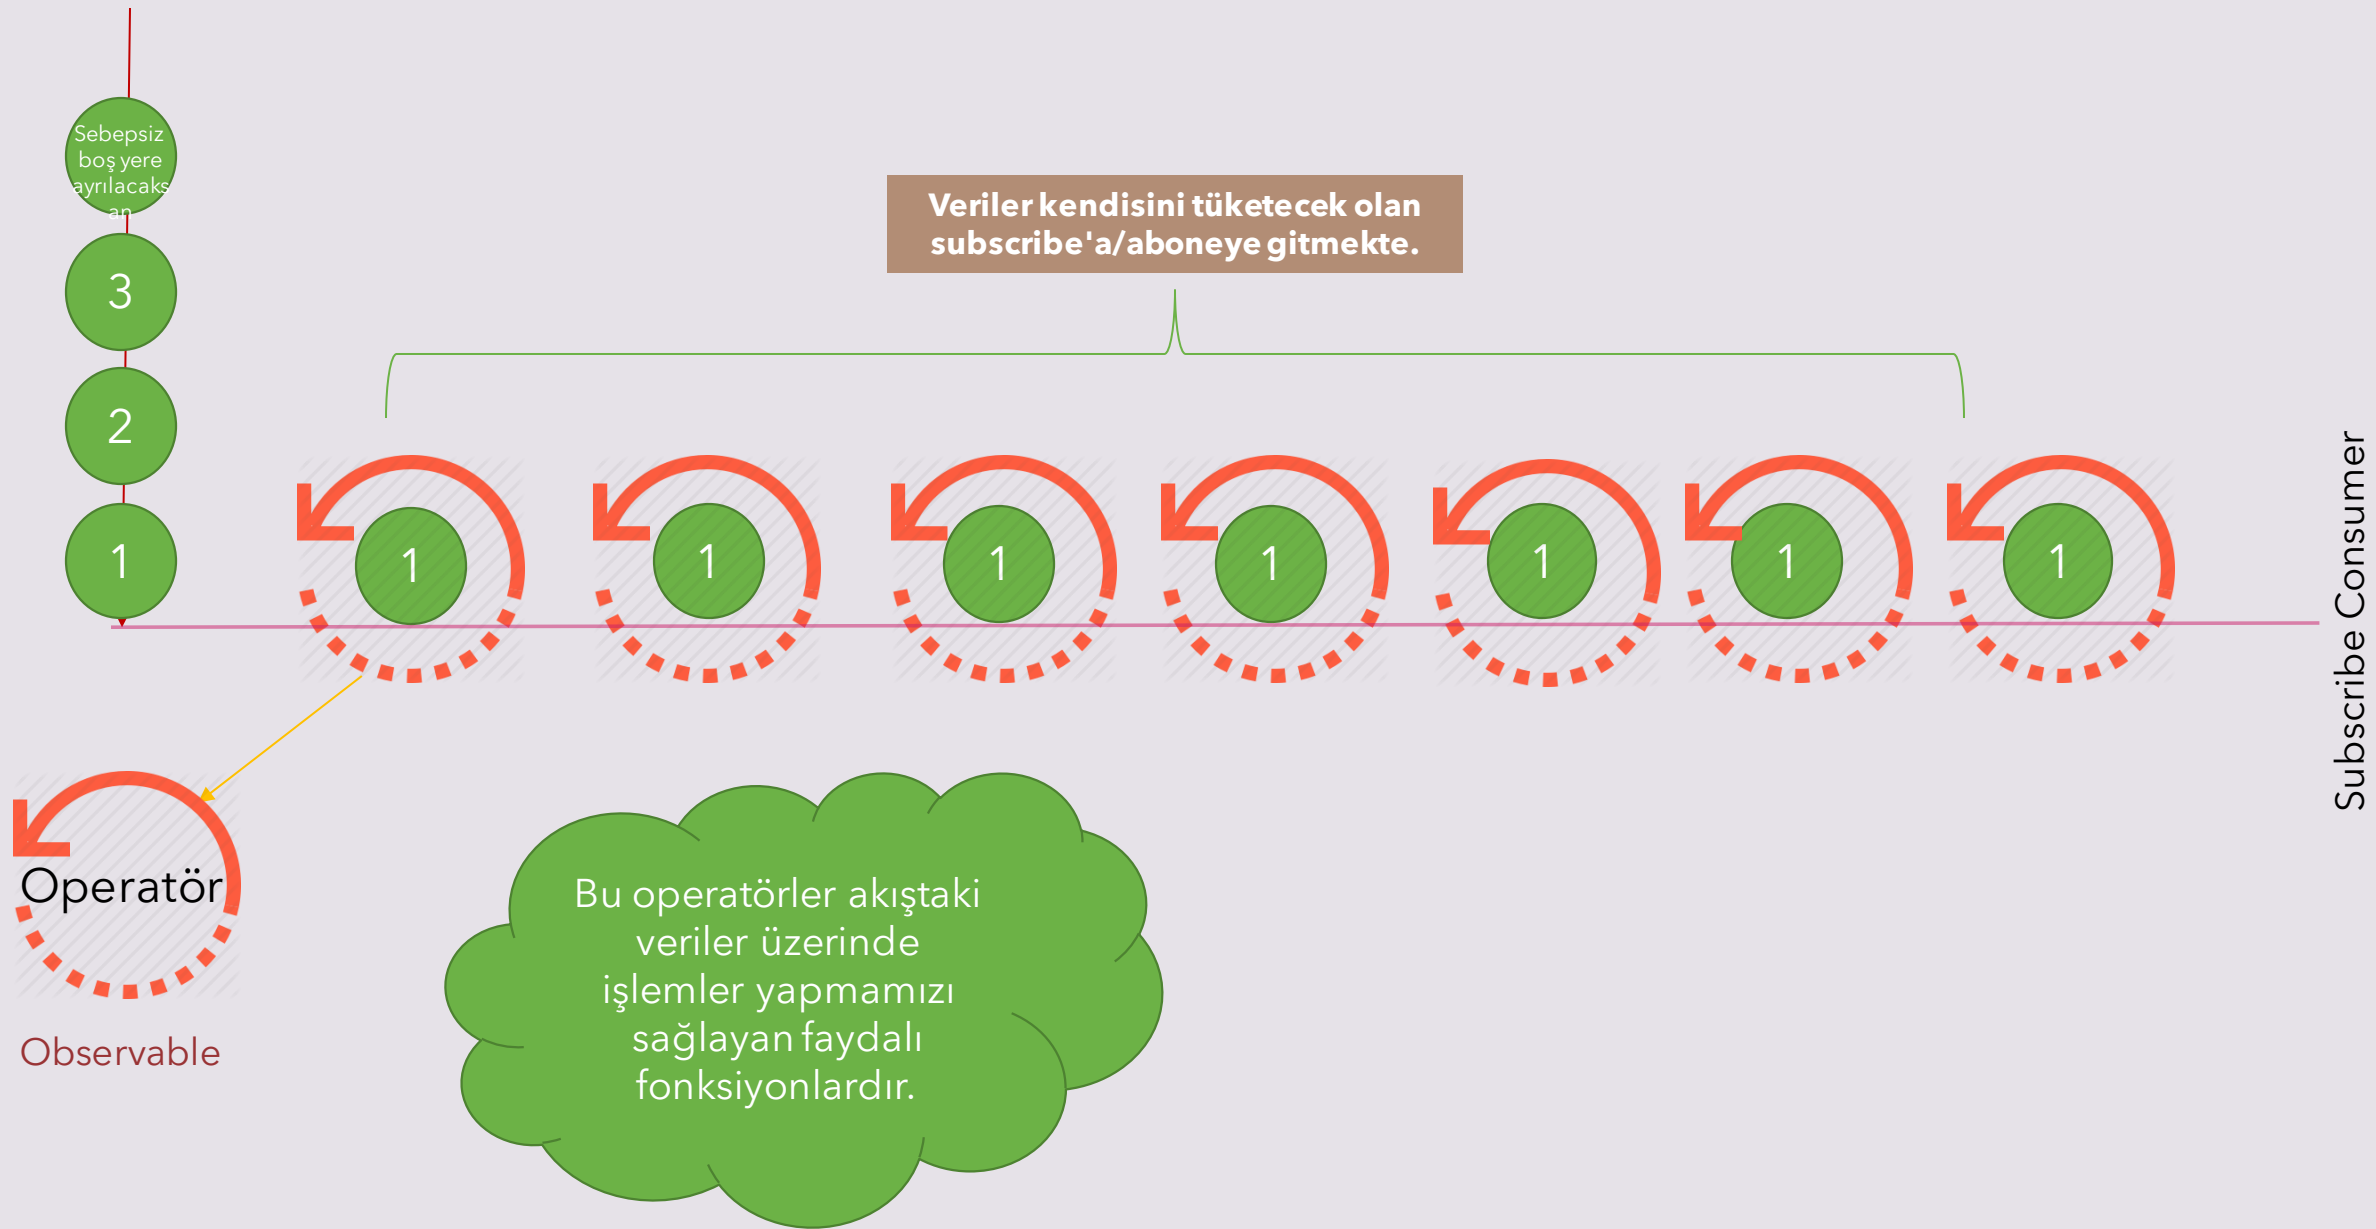 Sebepsiz
boş yere
ayrılacaks
an
3
2
1
Veriler kendisini tüketecek olan
subscribe'a/aboneye gitmekte.
1
1
1
1
1
1
1
Subscribe Consumer
Operatör
Observable
Bu operatörler akıştaki
veriler üzerinde
işlemler yapmamızı
sağlayan faydalı
fonksiyonlardır.